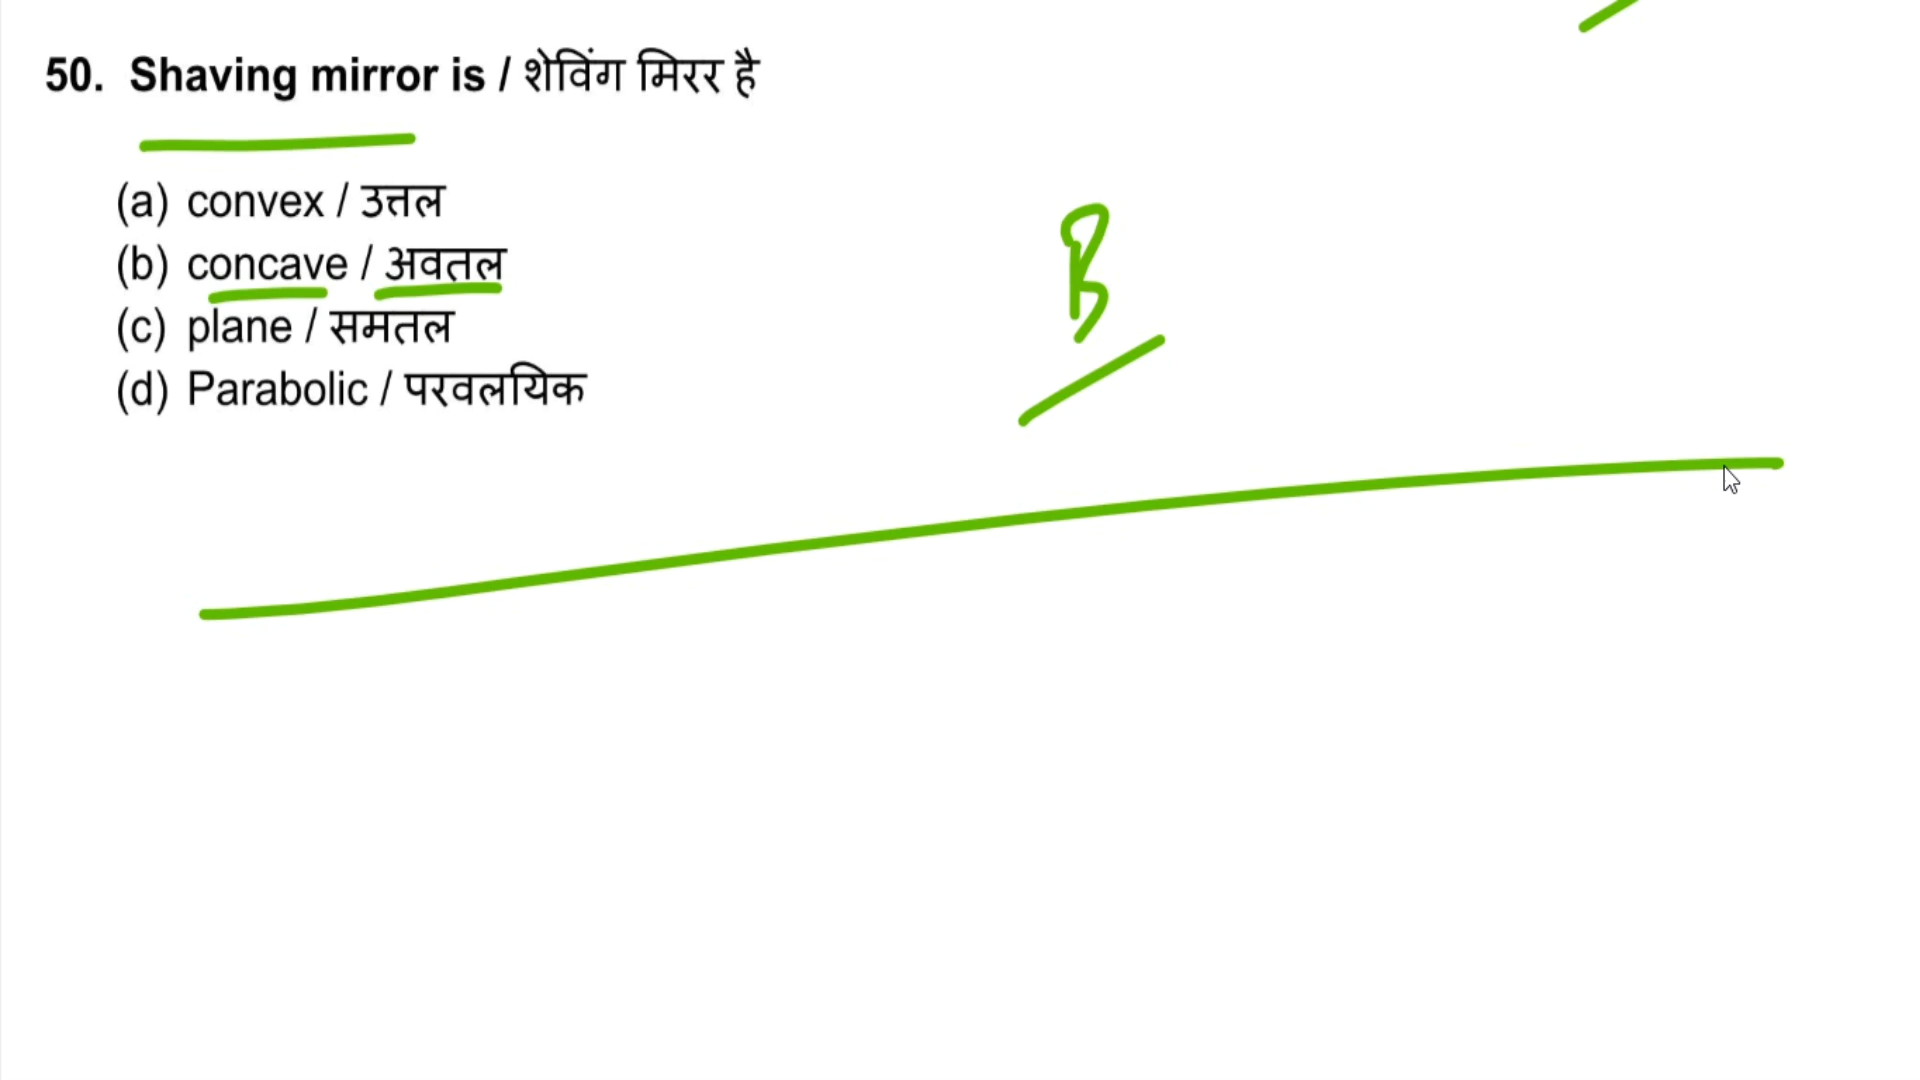 50. Shaving mirror is / शेविंग मिरर है
(a) convex / उत्तल
(b) concave / अवतल
(c) plane / समतल
(d) Parabolic / परवलयिक
B